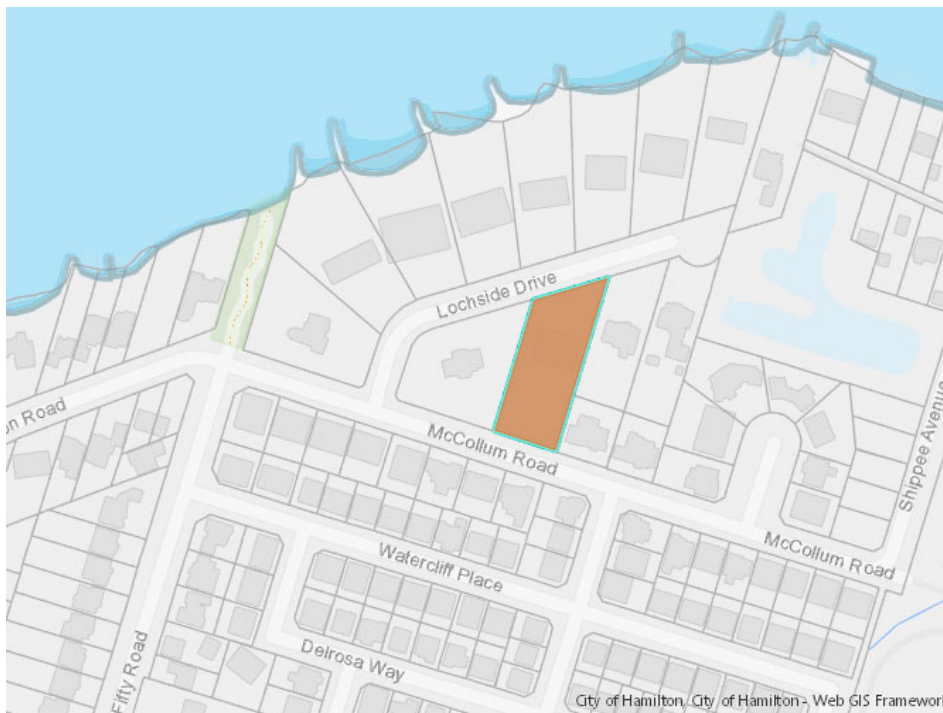 Lochside Drive
on Road
McCollum Road
Shippee Avenue
McCollum Road
Watercliff Place
Delrosa Way
Fifty Road
City of Hamilton, City of Hamilton - Web GIS Framework